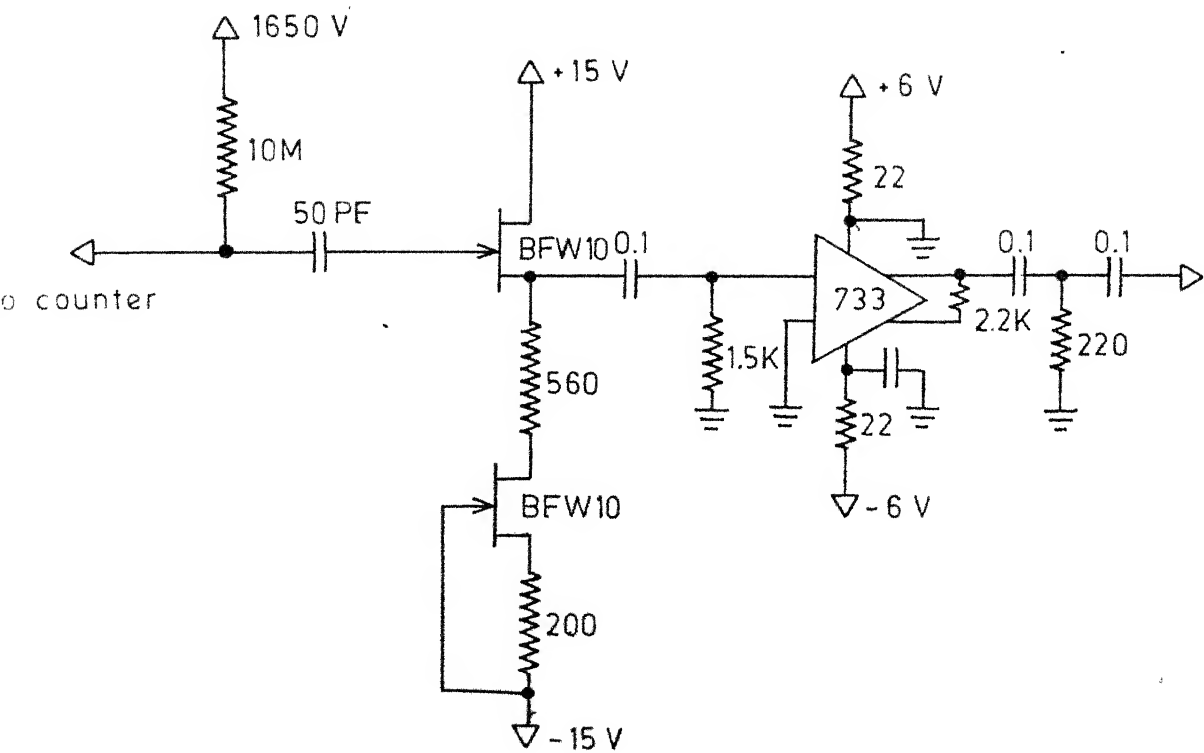 1650 V
+15 V
+6 V
10M
22
50 PF
BFW10
0.1
0.1
0.1
o counter
733
2.2K
1.5K
220
560
22
BFW10
-6 V
200
-15 V